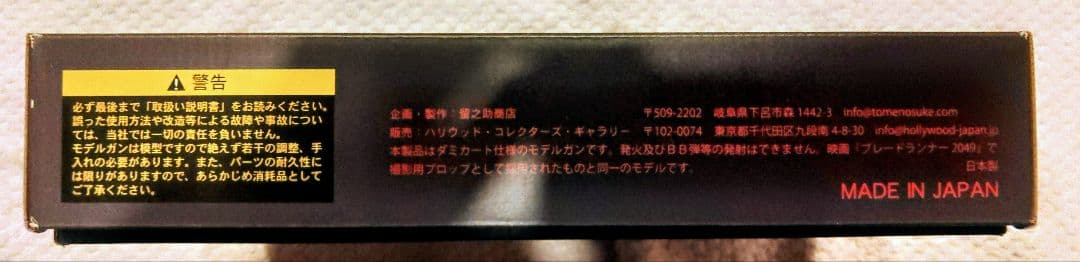 警告
必ず最後まで「取扱い説明書」をお読みください。
誤った使用方法や改造等による故障や事故について
は、当社では一切の責任を負いません。
モデルガンは模型ですので絶えず若干の調整、手
入れの必要があります。また、パーツの耐久性に
は限りがありますので、あらかじめ消耗品として
ご了承ください。
企画・製作：留之助商店 〒509-2202 岐阜県下呂市森 1442-3 info@tomenosuke.com
販売：ハリウッド・コレクターズ・ギャラリー 〒102-0074 東京都千代田区九段南 4-8-30 info@hollywood-japan.jp
本製品はダミカート仕様のモデルガンです。発火及びＢＢ弾等の発射はできません。映画「ブレードランナー 2049」で
撮影用プロップとして採用されたものと同一のモデルです。
日本製
MADE IN JAPAN